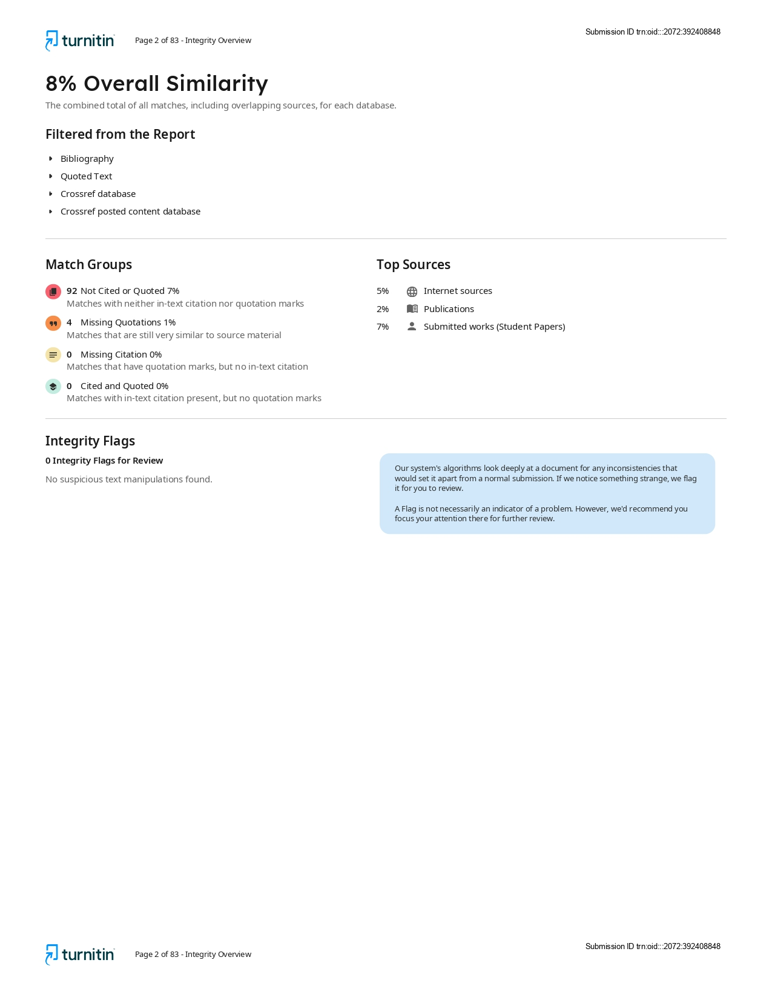 turnitin
Page 2 of 83 - Integrity Overview
Submission ID trn:oid:::2072:392408848
8% Overall Similarity
The combined total of all matches, including overlapping sources, for each database.
Filtered from the Report
Bibliography
Quoted Text
Crossref database
Crossref posted content database
Match Groups
92 Not Cited or Quoted 7%
Matches with neither in-text citation nor quotation marks
4 Missing Quotations 1%
Matches that are still very similar to source material
0 Missing Citation 0%
Matches that have quotation marks, but no in-text citation
0 Cited and Quoted 0%
Matches with in-text citation present, but no quotation marks
Top Sources
5% Internet sources
2% Publications
7% Submitted works (Student Papers)
Integrity Flags
0 Integrity Flags for Review
No suspicious text manipulations found.
Our system's algorithms look deeply at a document for any inconsistencies that
would set it apart from a normal submission. If we notice something strange, we flag
it for you to review.
A Flag is not necessarily an indicator of a problem. However, we'd recommend you
focus your attention there for further review.
turnitin
Page 2 of 83 - Integrity Overview
Submission ID trn:oid:::2072:392408848